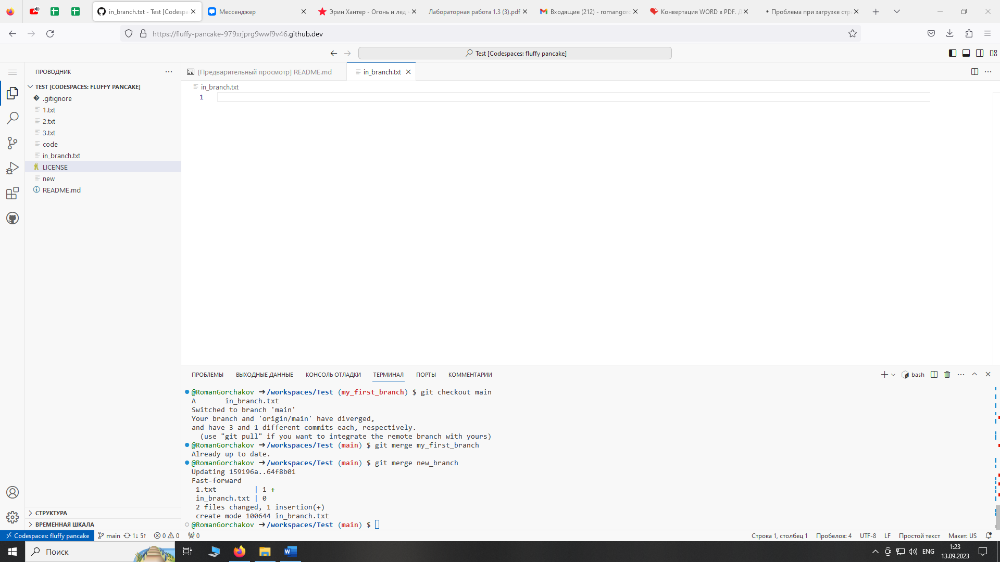 in_branch.txt - Test [Codespa
Мессенджер
Эрин Хантер - Огонь и лед ч
Лабораторная работа 1.3 (3).pdf
Входящие (212) - romangorc
Конвертация WORD в PDF. Д
• Проблема при загрузке стра
https://fluffy-pancake-979xrjprg9wwf9v46.github.dev
Test [Codespaces: fluffy pancake]
ПРОВОДНИК
[Предварительный просмотр] README.md
in_branch.txt
TEST [CODESPACES: FLUFFY PANCAKE]
in_branch.txt
1
.gitignore
1.txt
2.txt
3.txt
code
in_branch.txt
LICENSE
new
README.md
СТРУКТУРА
ВРЕМЕННАЯ ШКАЛА
ПРОБЛЕМЫ
ВЫХОДНЫЕ ДАННЫЕ
КОНСОЛЬ ОТЛАДКИ
ТЕРМИНАЛ
ПОРТЫ
КОММЕНТАРИИ
bash
@RomanGorchakov ➜ /workspaces/Test (my_first_branch) $ git checkout main
A       in_branch.txt
Switched to branch 'main'
Your branch and 'origin/main' have diverged,
and have 3 and 1 different commits each, respectively.
  (use "git pull" if you want to integrate the remote branch with yours)
@RomanGorchakov ➜ /workspaces/Test (main) $ git merge my_first_branch
Already up to date.
@RomanGorchakov ➜ /workspaces/Test (main) $ git merge new_branch
Updating 159196a..64f8b01
Fast-forward
 1.txt         | 1 +
 in_branch.txt | 0
 2 files changed, 1 insertion(+)
 create mode 100644 in_branch.txt
@RomanGorchakov ➜ /workspaces/Test (main) $
Codespaces: fluffy pancake
main
1↓ 5↑
0
0
0
Строка 1, столбец 1
Пробелов: 4
UTF-8
LF
Простой текст
Макет: US
Поиск
ENG
1:23
13.09.2023